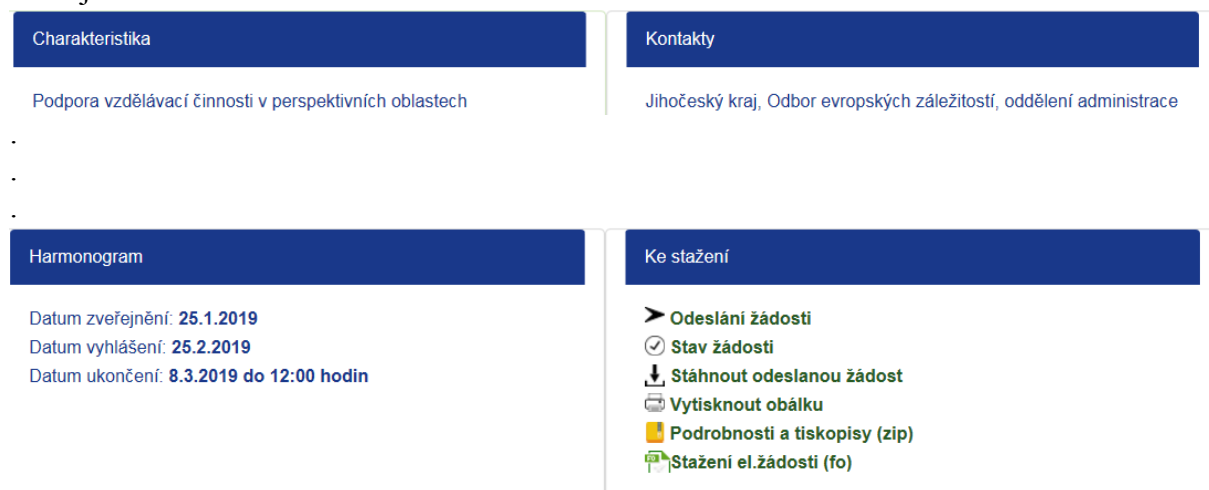 Charakteristika
Kontakty
Podpora vzdělávací činnosti v perspektivních oblastech
Jihočeský kraj, Odbor evropských záležitostí, oddělení administrace
.
.
.
Harmonogram
Datum zveřejnění: 25.1.2019
Datum vyhlášení: 25.2.2019
Datum ukončení: 8.3.2019 do 12:00 hodin
Ke stažení
Odeslání žádosti
Stav žádosti
Stáhnout odeslanou žádost
Vytisknout obálku
Podrobnosti a tiskopisy (zip)
Stažení el.žádosti (fo)